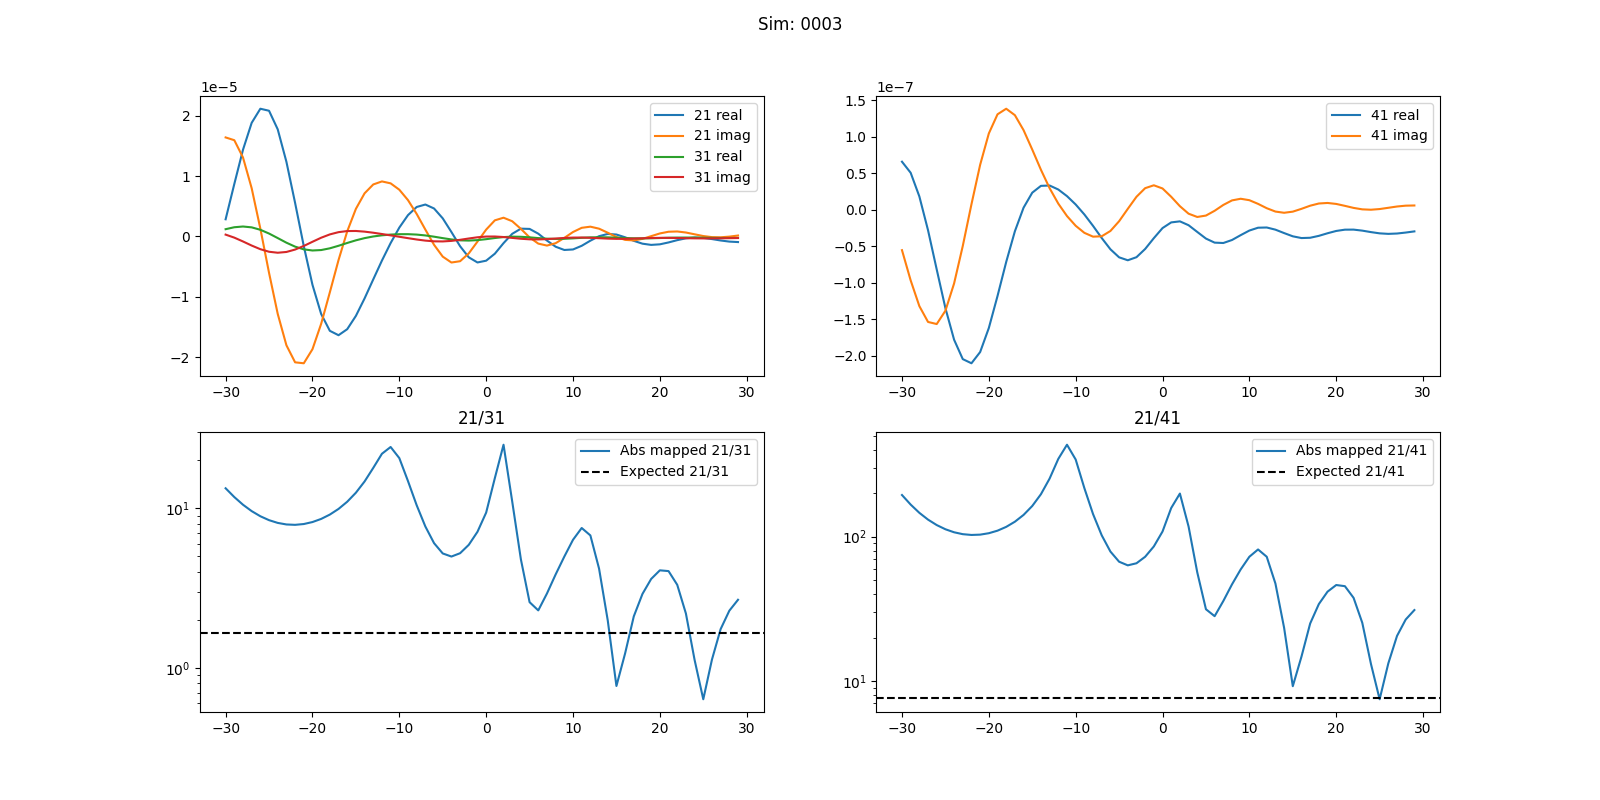 Sim: 0003
1e−5
21 real
21 imag
31 real
31 imag
2
1
0
−1
−2
−30 −20 −10 0 10 20 30
1e−7
41 real
41 imag
1.5
1.0
0.5
0.0
−0.5
−1.0
−1.5
−2.0
−30 −20 −10 0 10 20 30
21/31
Abs mapped 21/31
Expected 21/31
10¹
10⁰
−30 −20 −10 0 10 20 30
21/41
Abs mapped 21/41
Expected 21/41
10²
10¹
−30 −20 −10 0 10 20 30